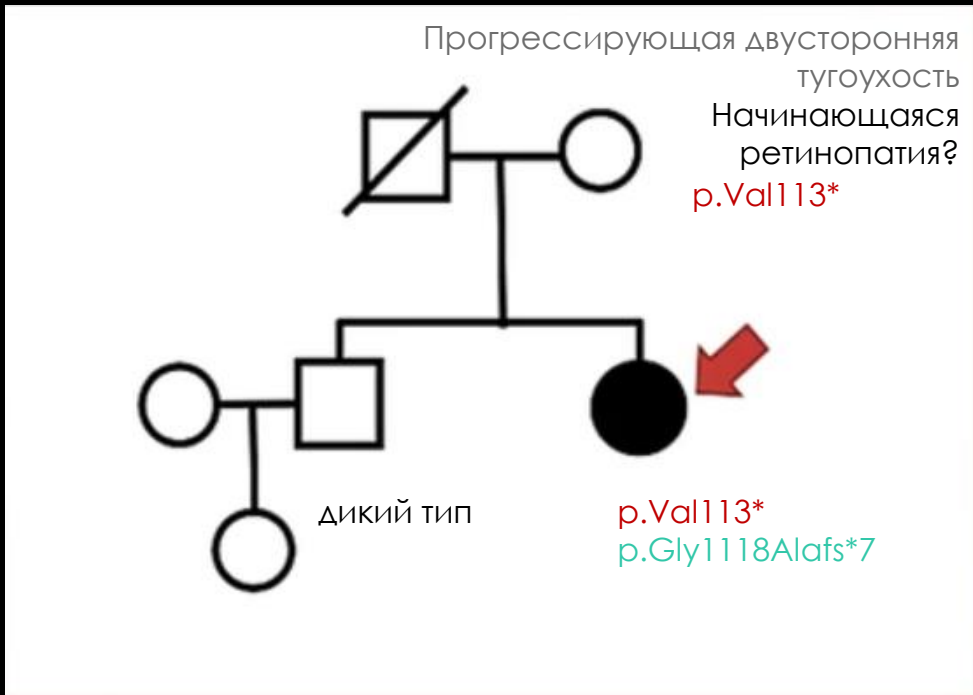 Прогрессирующая двусторонняя
тугоухость
Начинающаяся
ретинопатия?
p.Val113*
дикий тип
p.Val113*
p.Gly1118Alafs*7